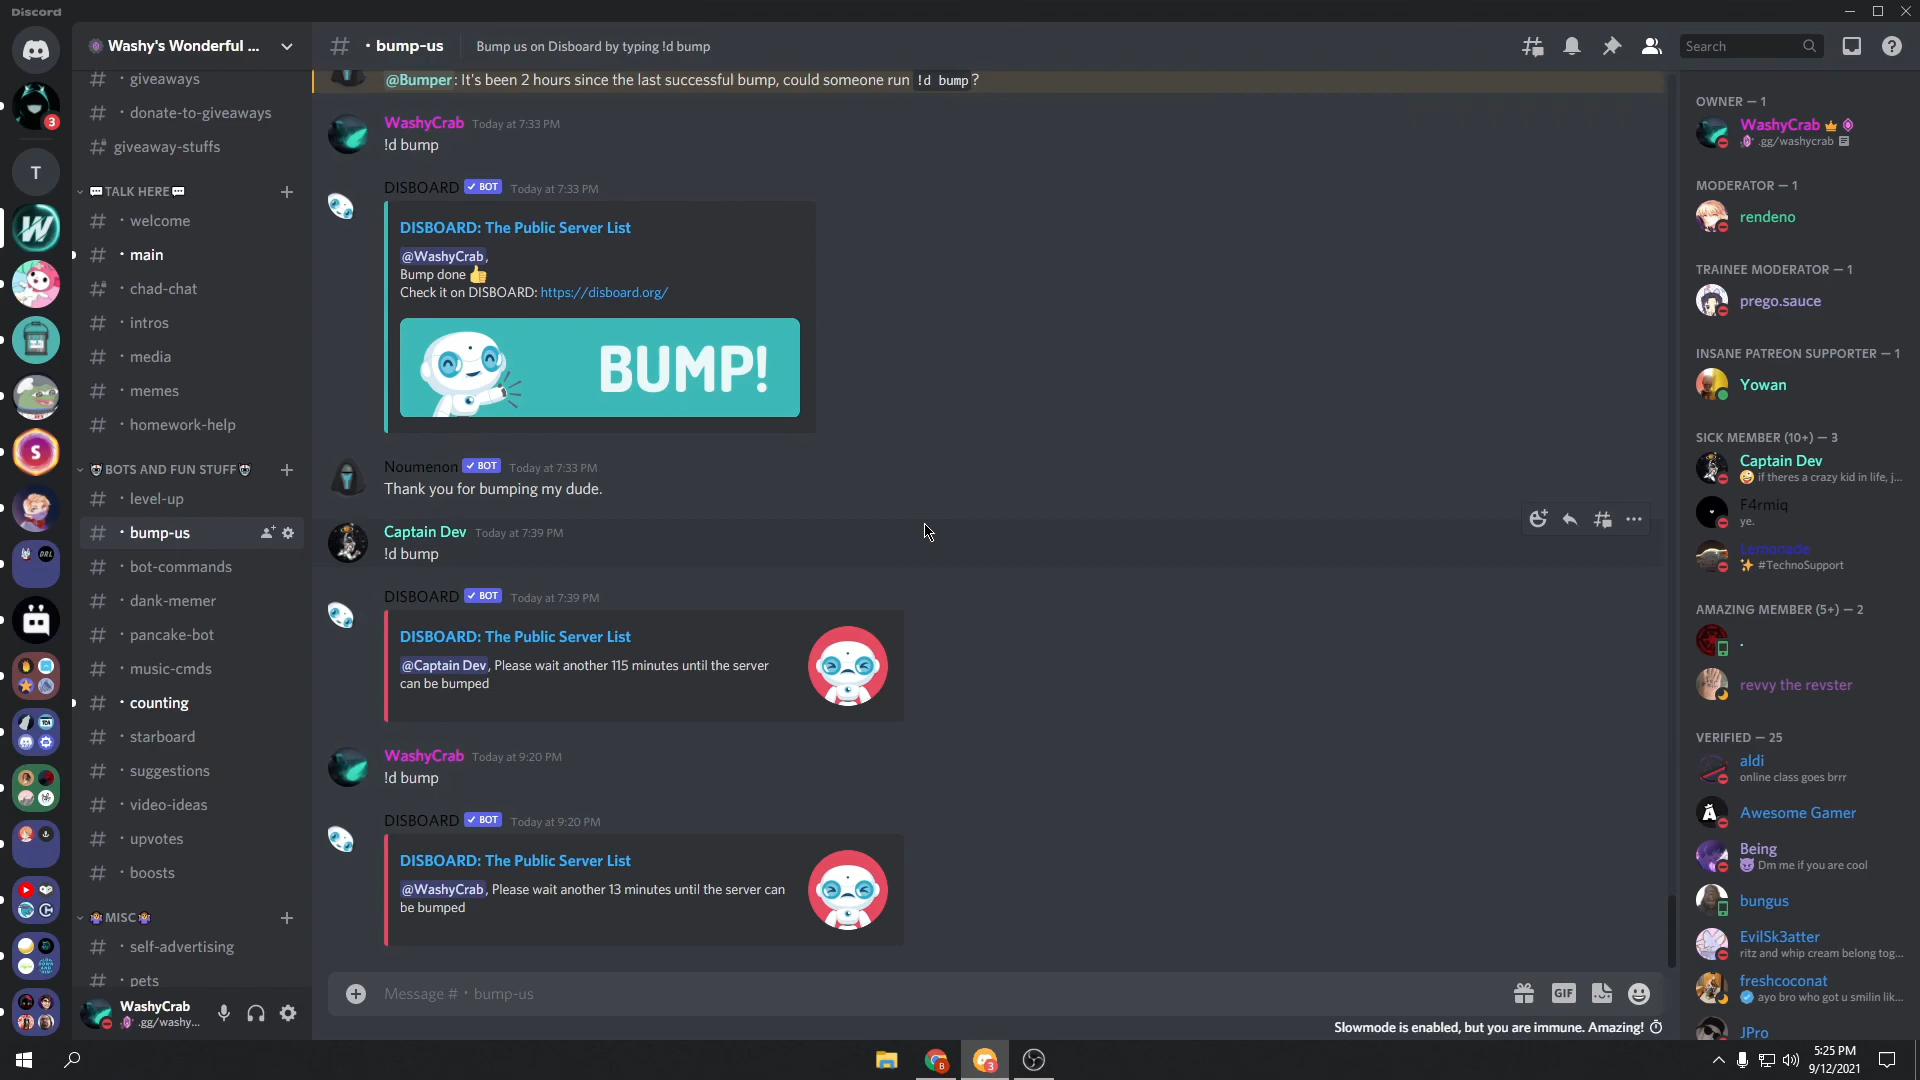 Discord
Washy's Wonderful ...
giveaways
donate-to-giveaways
giveaway-stuffs
TALK HERE
welcome
main
chad-chat
intros
media
memes
homework-help
BOTS AND FUN STUFF
level-up
bump-us
bot-commands
dank-memer
pancake-bot
music-cmds
counting
starboard
suggestions
video-ideas
upvotes
boosts
MISC
self-advertising
pets
WashyCrab
.gg/washy...
3
T
W
S
# • bump-us
Bump us on Disboard by typing !d bump
Search
@Bumper: It's been 2 hours since the last successful bump, could someone run !d bump?
WashyCrab Today at 7:33 PM
!d bump
DISBOARD ✓ BOT Today at 7:33 PM
DISBOARD: The Public Server List
@WashyCrab,
Bump done 👍
Check it on DISBOARD: https://disboard.org/
BUMP!
Noumenon ✓ BOT Today at 7:33 PM
Thank you for bumping my dude.
Captain Dev Today at 7:39 PM
!d bump
DISBOARD ✓ BOT Today at 7:39 PM
DISBOARD: The Public Server List
@Captain Dev, Please wait another 115 minutes until the server
can be bumped
WashyCrab Today at 9:20 PM
!d bump
DISBOARD ✓ BOT Today at 9:20 PM
DISBOARD: The Public Server List
@WashyCrab, Please wait another 13 minutes until the server can
be bumped
Message # • bump-us
GIF
Slowmode is enabled, but you are immune. Amazing!
OWNER — 1
WashyCrab
.gg/washycrab
MODERATOR — 1
rendeno
TRAINEE MODERATOR — 1
prego.sauce
INSANE PATREON SUPPORTER — 1
Yowan
SICK MEMBER (10+) — 3
Captain Dev
if theres a crazy kid in life, j...
F4rmiq
ye.
Lemonade
✨ #TechnoSupport
AMAZING MEMBER (5+) — 2
.
revvy the revster
VERIFIED — 25
aldi
online class goes brrr
Awesome Gamer
Being
😈 Dm me if you are cool
bungus
EvilSk3atter
ritz and whip cream belong tog...
freshcoconat
ayo bro who got u smilin lik...
JPro
5:25 PM
9/12/2021